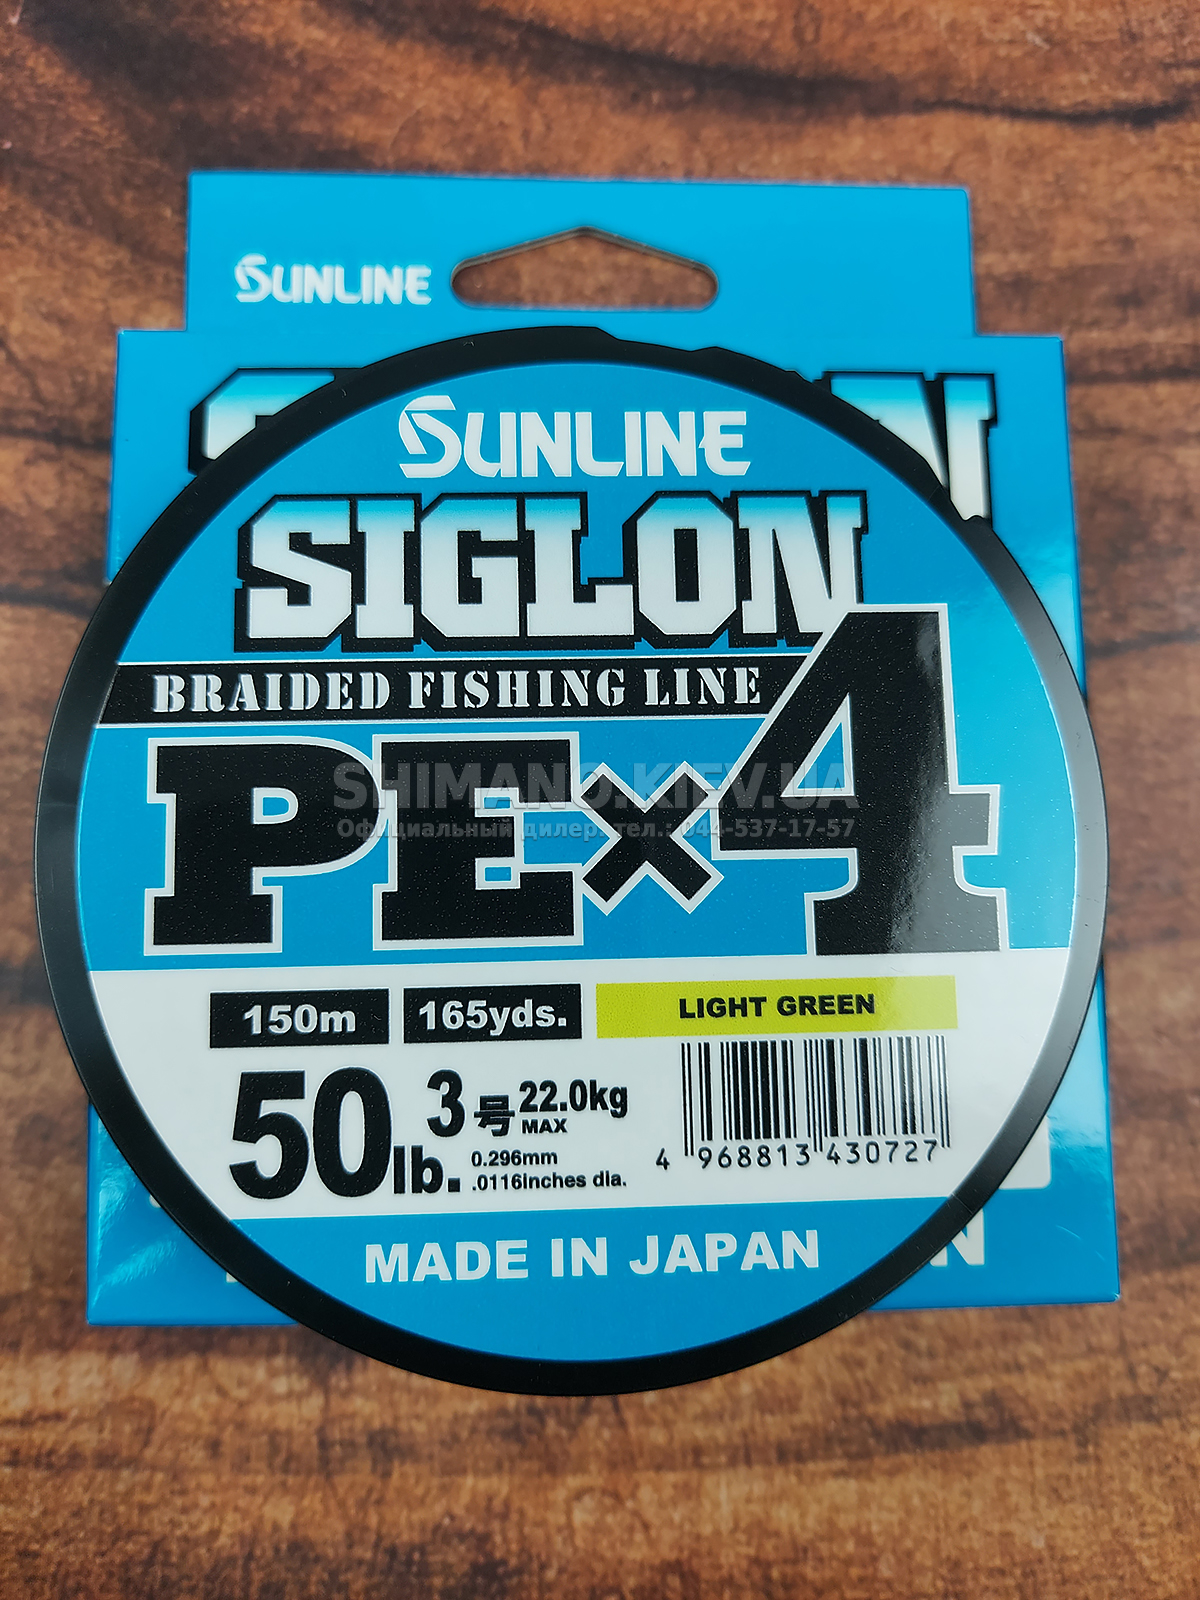 SUNLINE
SUNLINE
SIGLON
BRAIDED FISHING LINE
PE×4
SHIMANO.KIEV.UA
Официальный дилер. тел.: 044-537-17-57
150m 165yds. LIGHT GREEN
50lb. 3号 22.0kg MAX
0.296mm
.0116inches dia.
4 968813 430727
MADE IN JAPAN